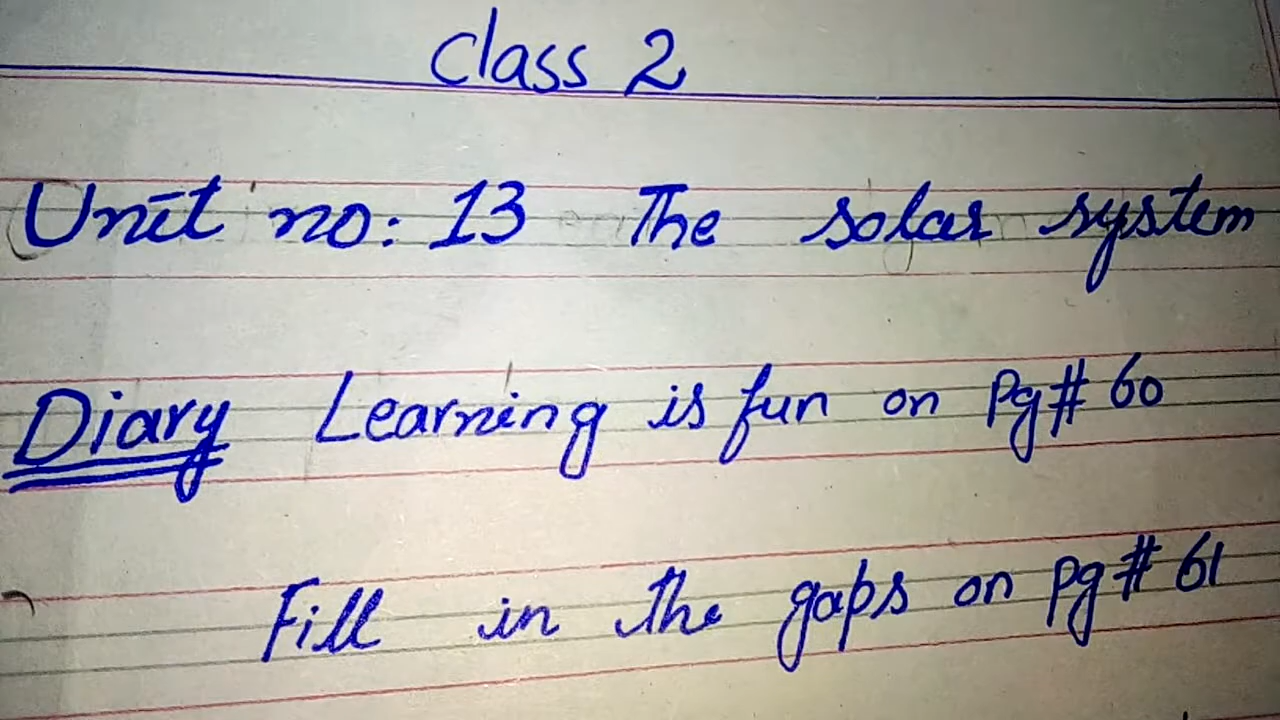 Class 2
Unit no: 13 The solar system
Diary Learning is fun on Pg# 60
Fill in the gaps on Pg# 61